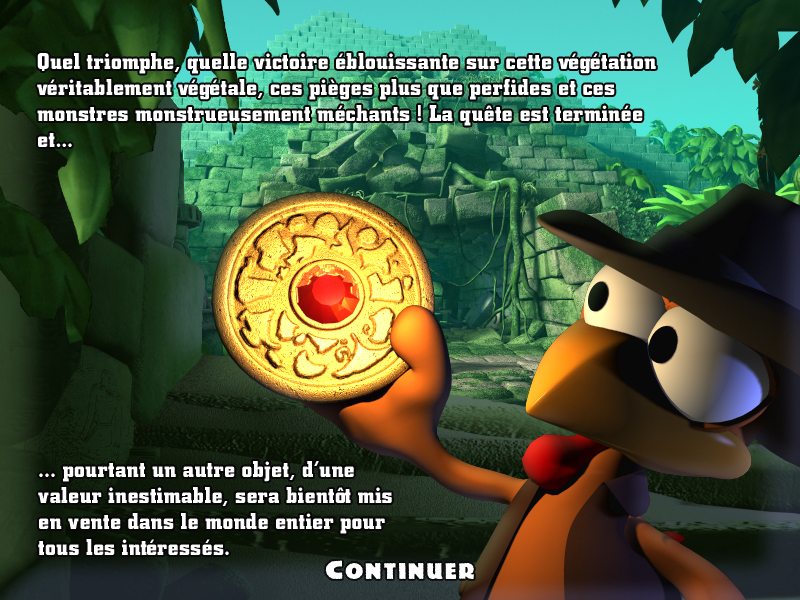 Quel triomphe, quelle victoire éblouissante sur cette végétation
véritablement végétale, ces pièges plus que perfides et ces
monstres monstrueusement méchants ! La quête est terminée
et...
... pourtant un autre objet, d'une
valeur inestimable, sera bientôt mis
en vente dans le monde entier pour
tous les intéressés.
Continuer